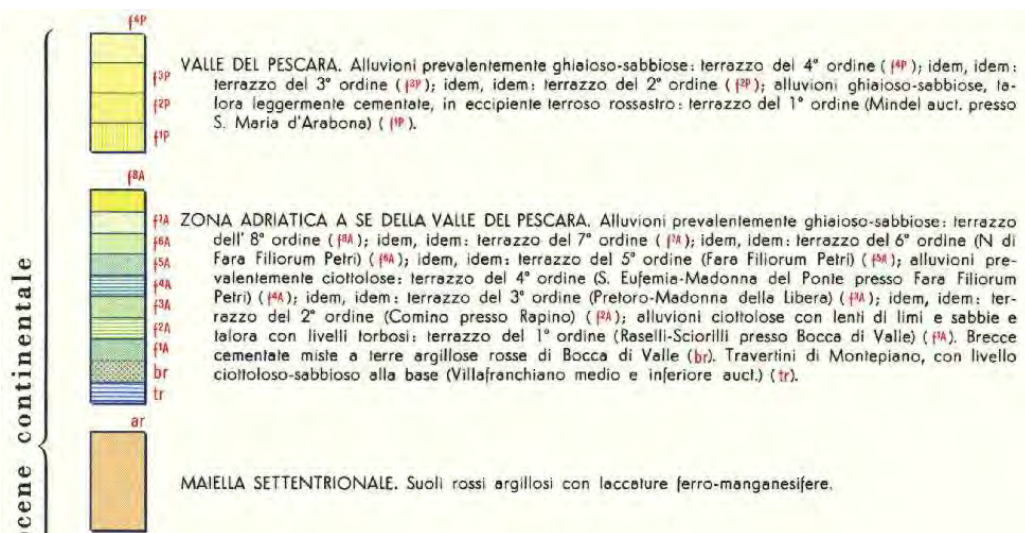 f4P
f3P
f2P
f1P
VALLE DEL PESCARA. Alluvioni prevalentemente ghiaioso-sabbiose: terrazzo del 4° ordine (f4P); idem, idem:
terrazzo del 3° ordine (f3P); idem, idem: terrazzo del 2° ordine (f2P); alluvioni ghiaioso-sabbiose, ta-
lora leggermente cementate, in eccipiente terroso rossastro: terrazzo del 1° ordine (Mindel auct. presso
S. Maria d'Arabona) (f1P).
f8A
f7A
f6A
f5A
f4A
f3A
f2A
f1A
br
tr
ZONA ADRIATICA A SE DELLA VALLE DEL PESCARA. Alluvioni prevalentemente ghiaioso-sabbiose: terrazzo
dell' 8° ordine (f8A); idem, idem: terrazzo del 7° ordine (f7A); idem, idem: terrazzo del 6° ordine (N di
Fara Filiorum Petri) (f6A); idem, idem: terrazzo del 5° ordine (Fara Filiorum Petri) (f5A); alluvioni pre-
valentemente ciottolose: terrazzo del 4° ordine (S. Eufemia-Madonna del Ponte presso Fara Filiorum
Petri) (f4A); idem, idem: terrazzo del 3° ordine (Pretoro-Madonna della Libera) (f3A); idem, idem: ter-
razzo del 2° ordine (Comino presso Rapino) (f2A); alluvioni ciottolose con lenti di limi e sabbie e
talora con livelli torbosi: terrazzo del 1° ordine (Raselli-Sciorilli presso Bocca di Valle) (f1A). Brecce
cementate miste a terre argillose rosse di Bocca di Valle (br). Travertini di Montepiano, con livello
ciottoloso-sabbioso alla base (Villafranchiano medio e inferiore auct.) (tr).
ar
MAIELLA SETTENTRIONALE. Suoli rossi argillosi con laccature ferro-manganesifere.
ocene continentale